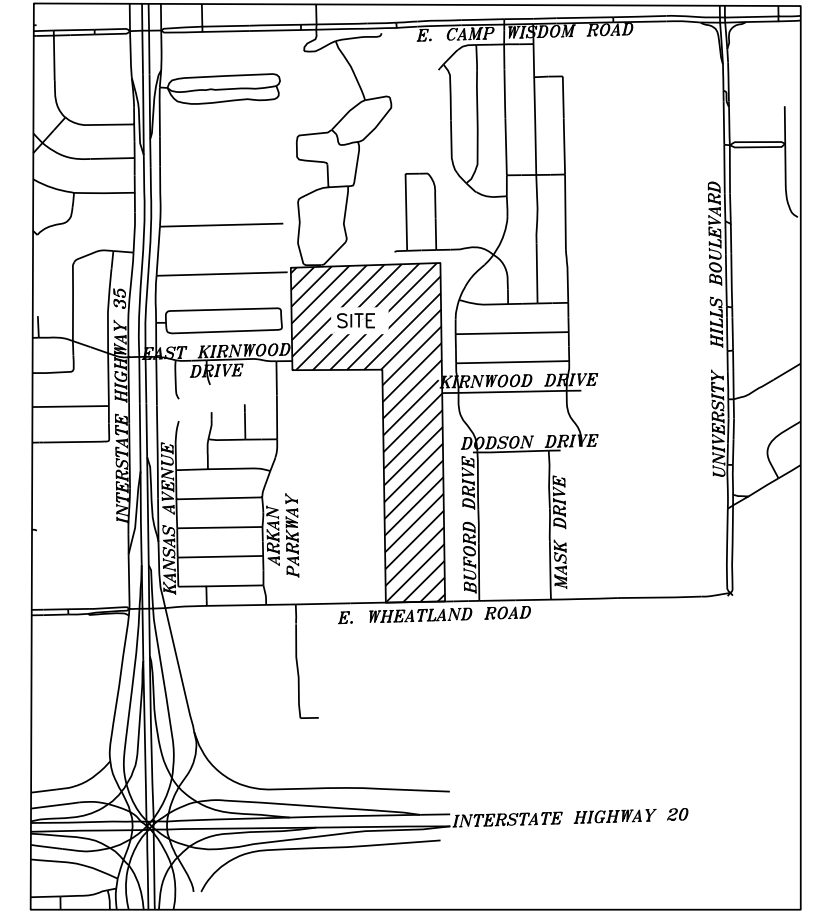 E. CAMP WISDOM ROAD
UNIVERSITY HILLS BOULEVARD
INTERSTATE HIGHWAY 35
SITE
EAST KIRNWOOD
DRIVE
KIRNWOOD DRIVE
DODSON DRIVE
KANSAS AVENUE
ARKAN
PARKWAY
BUFORD DRIVE
MASK DRIVE
E. WHEATLAND ROAD
INTERSTATE HIGHWAY 20